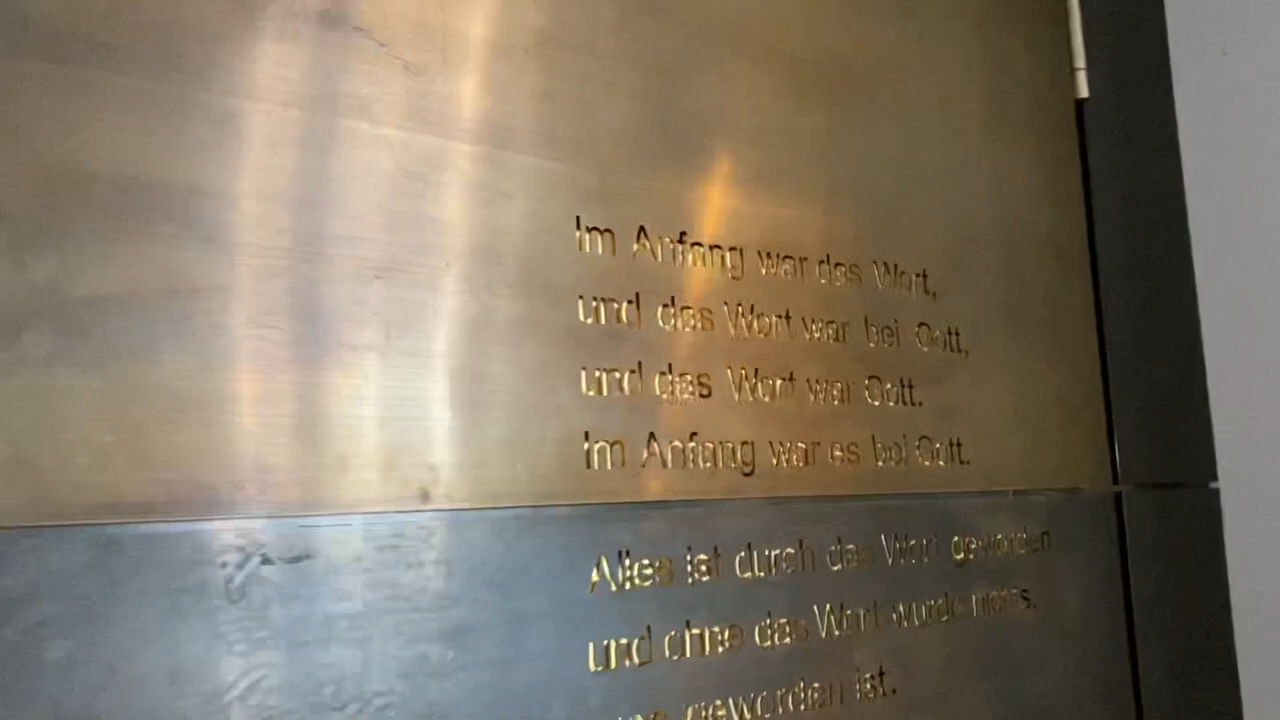 Im Anfang war das Wort,
und das Wort war bei Gott,
und das Wort war Gott.
Im Anfang war es bei Gott.
Alles ist durch das Wort geworden
und ohne das Wort wurde nichts,
geworden ist.